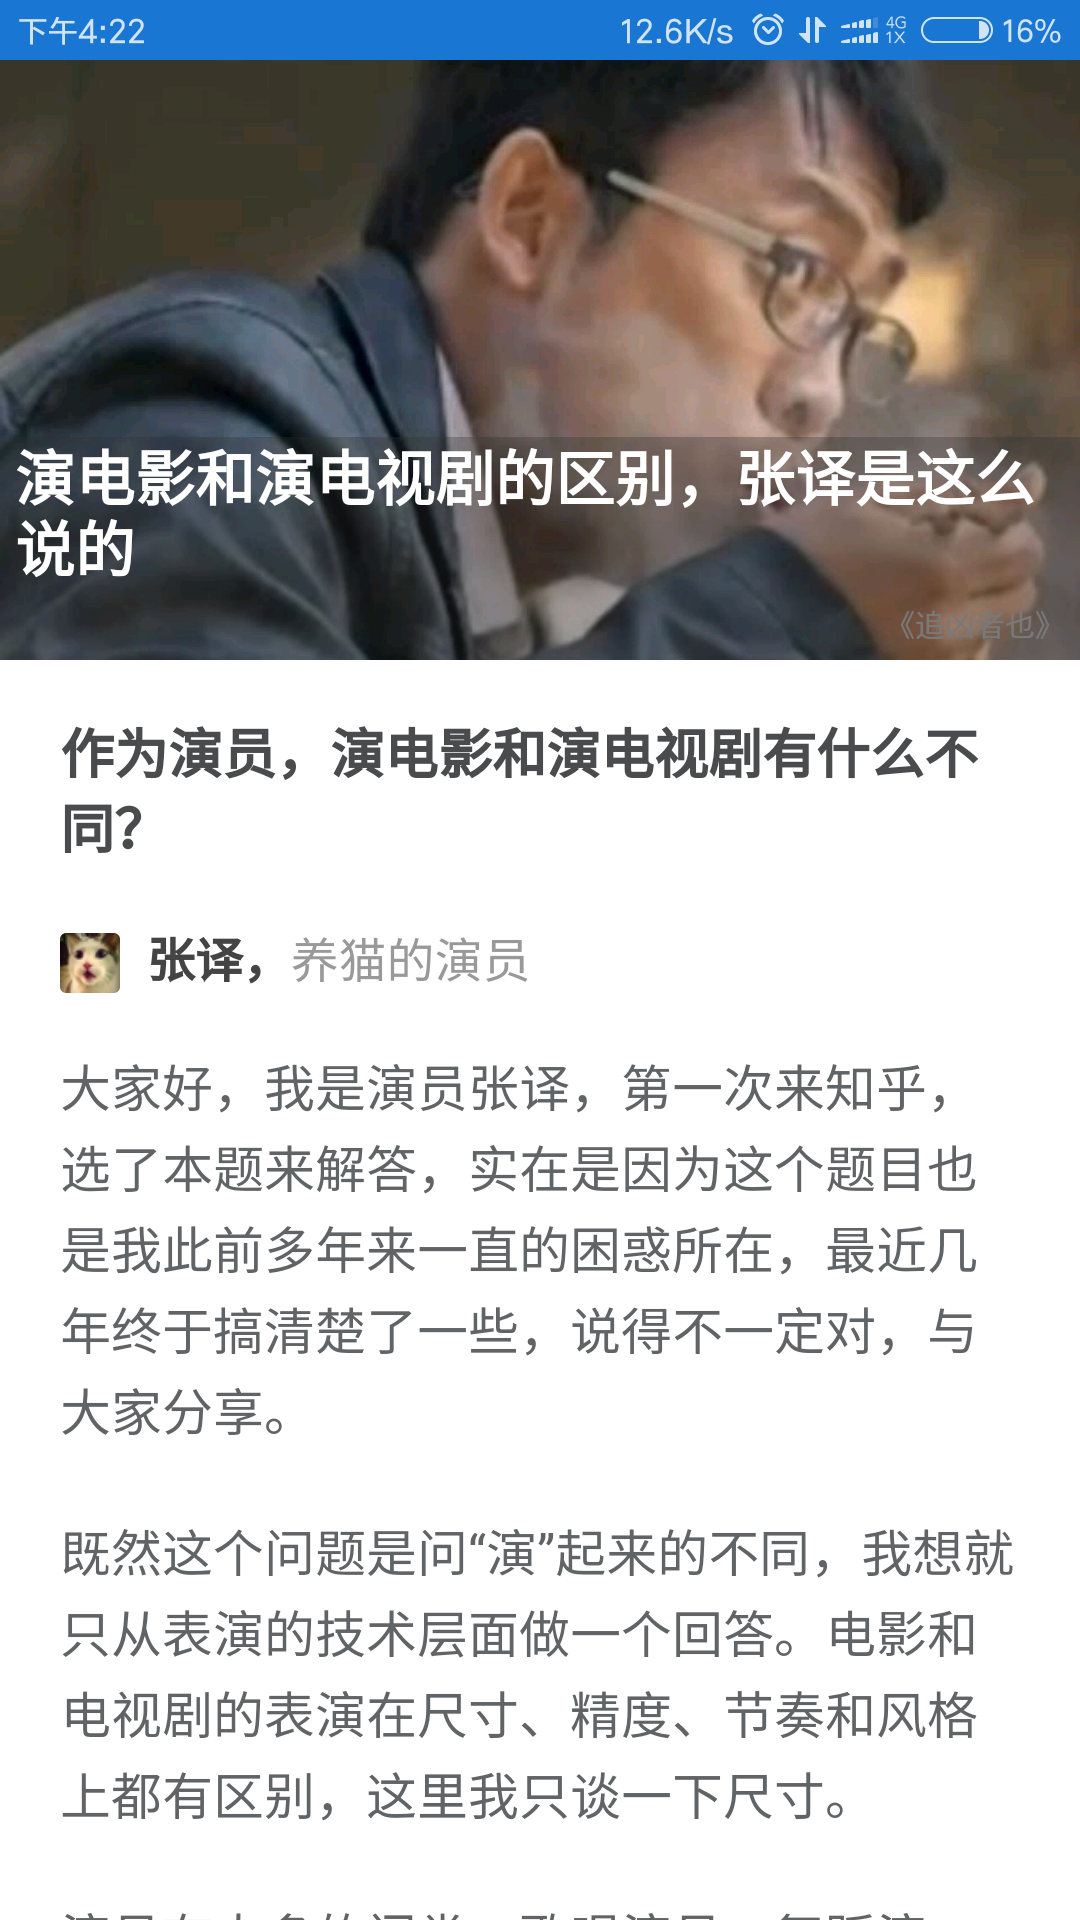 下午4:22 12.6K/s 4G 1X 16%
演电影和演电视剧的区别，张译是这么
说的
《追凶者也》
作为演员，演电影和演电视剧有什么不
同？
张译，养猫的演员
大家好，我是演员张译，第一次来知乎，
选了本题来解答，实在是因为这个题目也
是我此前多年来一直的困惑所在，最近几
年终于搞清楚了一些，说得不一定对，与
大家分享。
既然这个问题是问“演”起来的不同，我想就
只从表演的技术层面做一个回答。电影和
电视剧的表演在尺寸、精度、节奏和风格
上都有区别，这里我只谈一下尺寸。